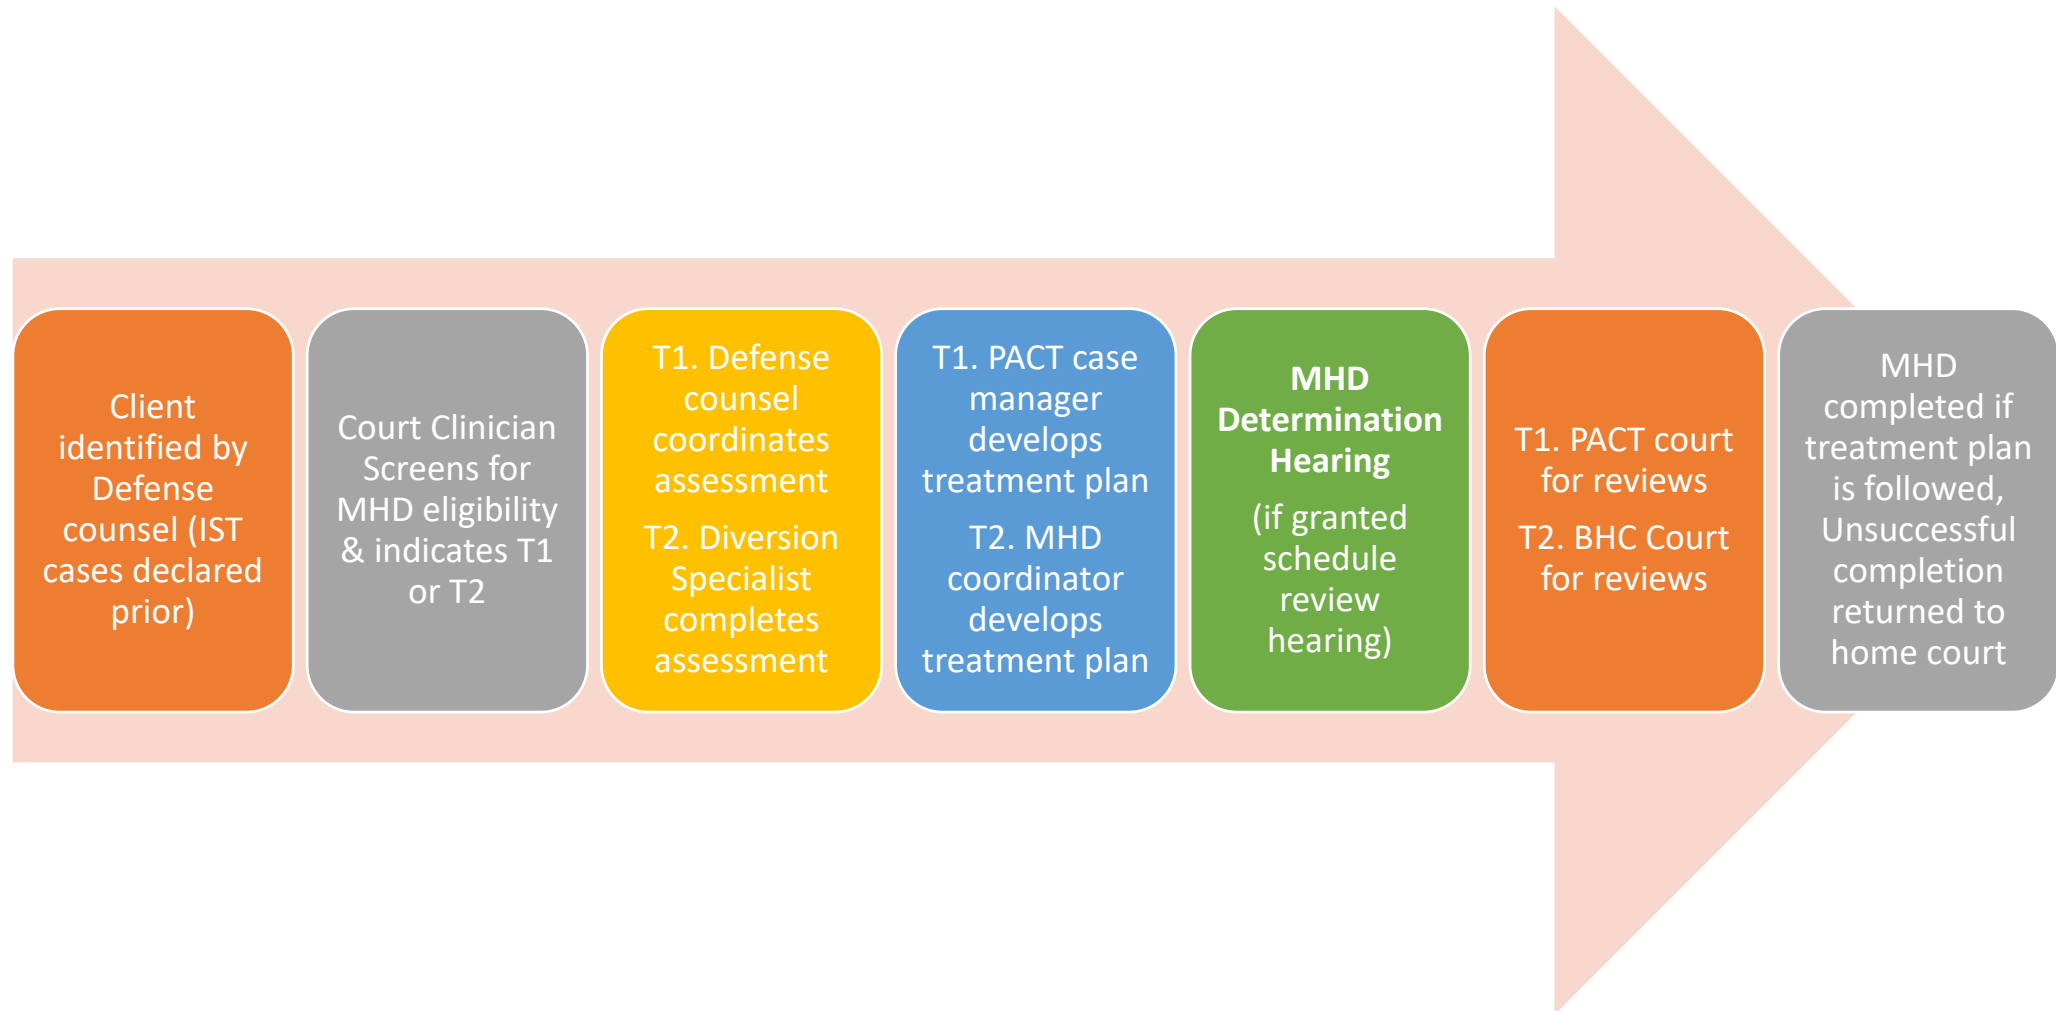 Client
identified by
Defense
counsel (IST
cases declared
prior)
Court Clinician
Screens for
MHD eligibility
& indicates T1
or T2
T1. Defense
counsel
coordinates
assessment
T2. Diversion
Specialist
completes
assessment
T1. PACT case
manager
develops
treatment plan
T2. MHD
coordinator
develops
treatment plan
MHD
Determination
Hearing
(if granted
schedule
review
hearing)
T1. PACT court
for reviews
T2. BHC Court
for reviews
MHD
completed if
treatment plan
is followed,
Unsuccessful
completion
returned to
home court